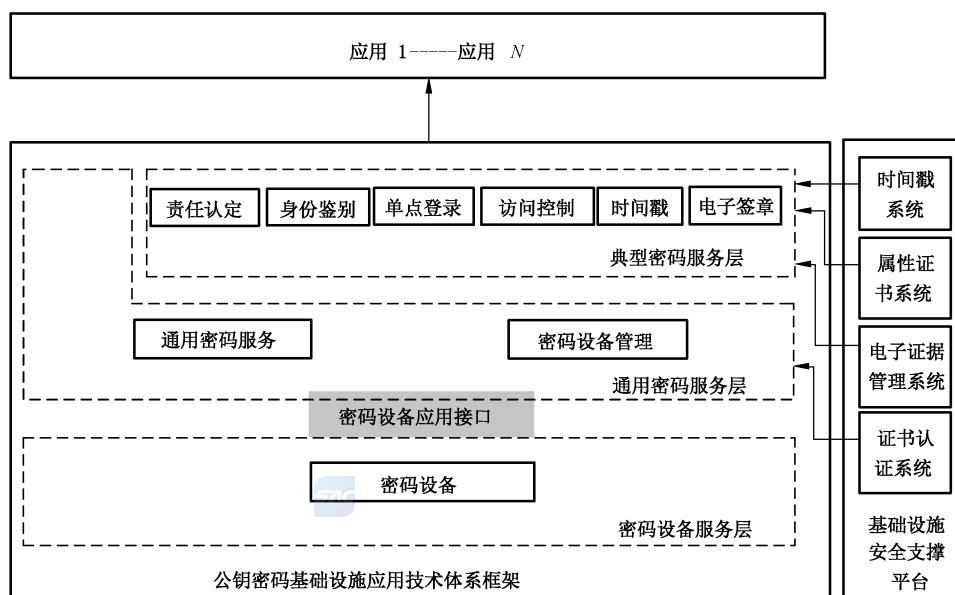 应用 1-----应用 N
责任认定 身份鉴别 单点登录 访问控制 时间戳 电子签章
典型密码服务层
通用密码服务 密码设备管理
通用密码服务层
密码设备应用接口
密码设备
SAC
密码设备服务层
公钥密码基础设施应用技术体系框架
时间戳
系统
属性证
书系统
电子证据
管理系统
证书认
证系统
基础设施
安全支撑
平台